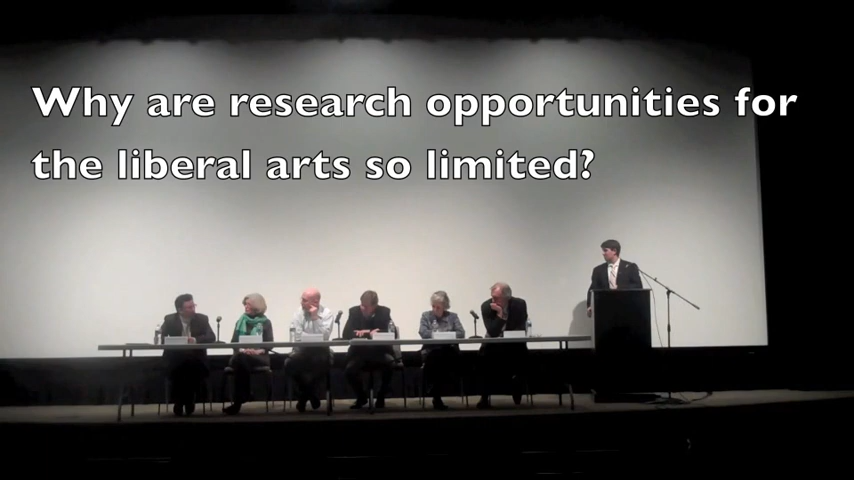 Why are research opportunities for
the liberal arts so limited?